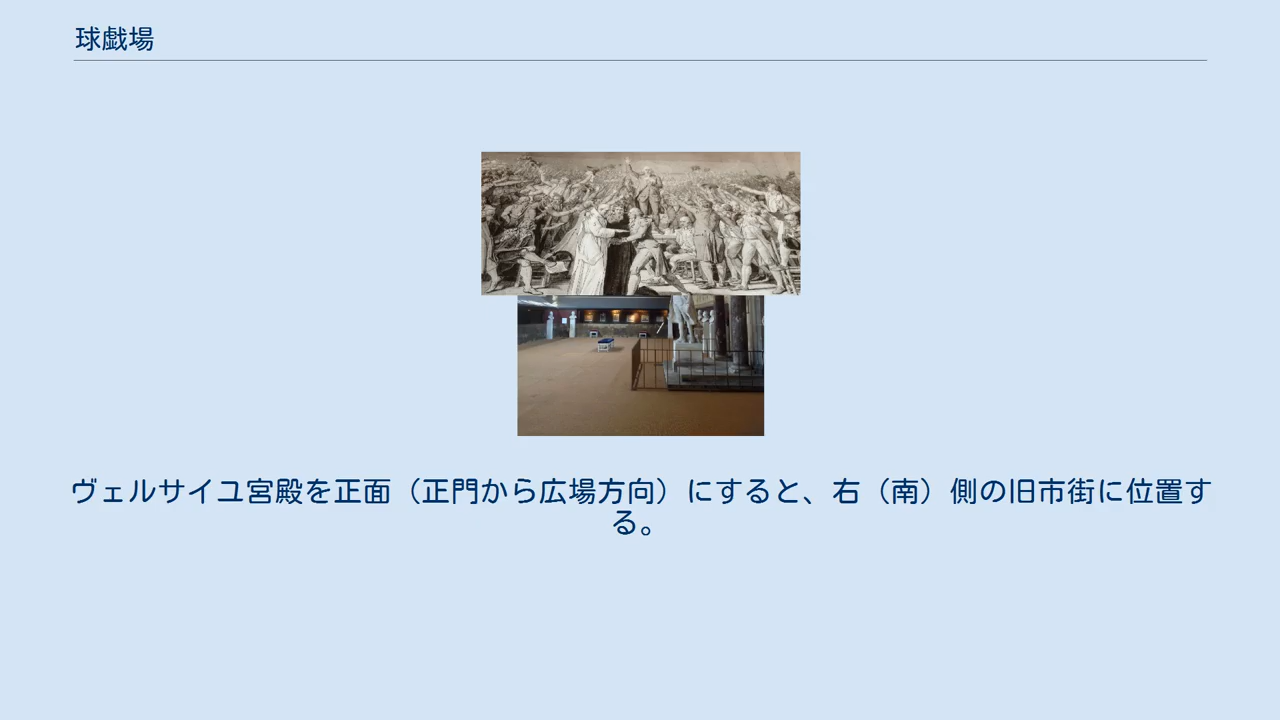 球戯場
ヴェルサイユ宮殿を正面（正門から広場方向）にすると、右（南）側の旧市街に位置す
る。